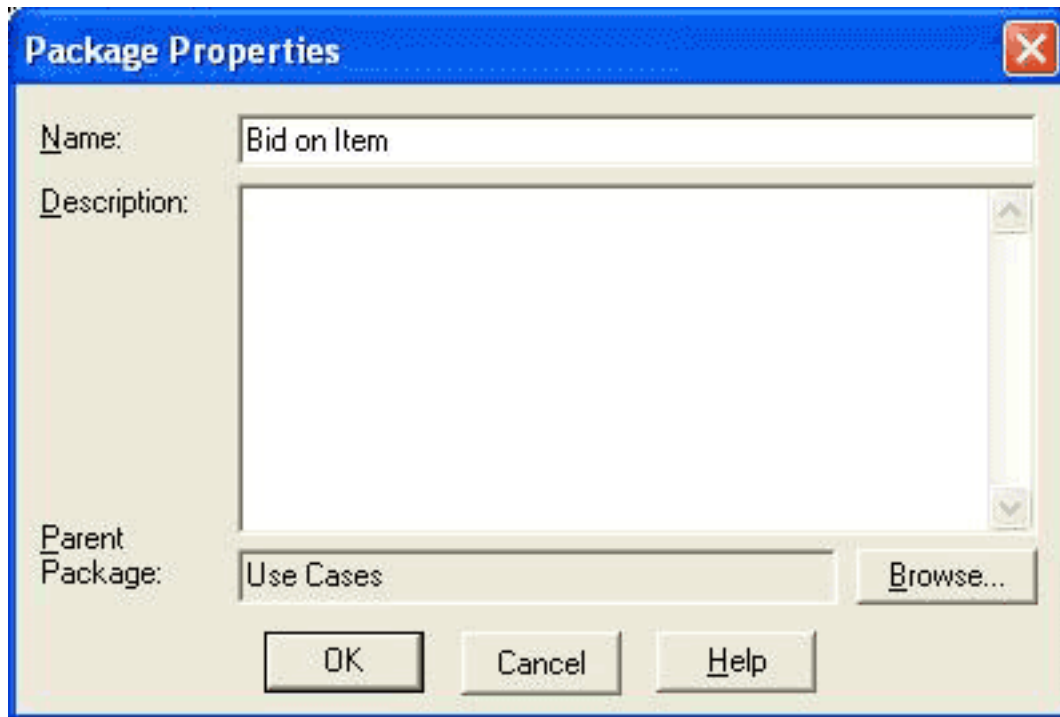 Package Properties
Name: Bid on Item
Description:
Parent
Package: Use Cases Browse...
OK Cancel Help